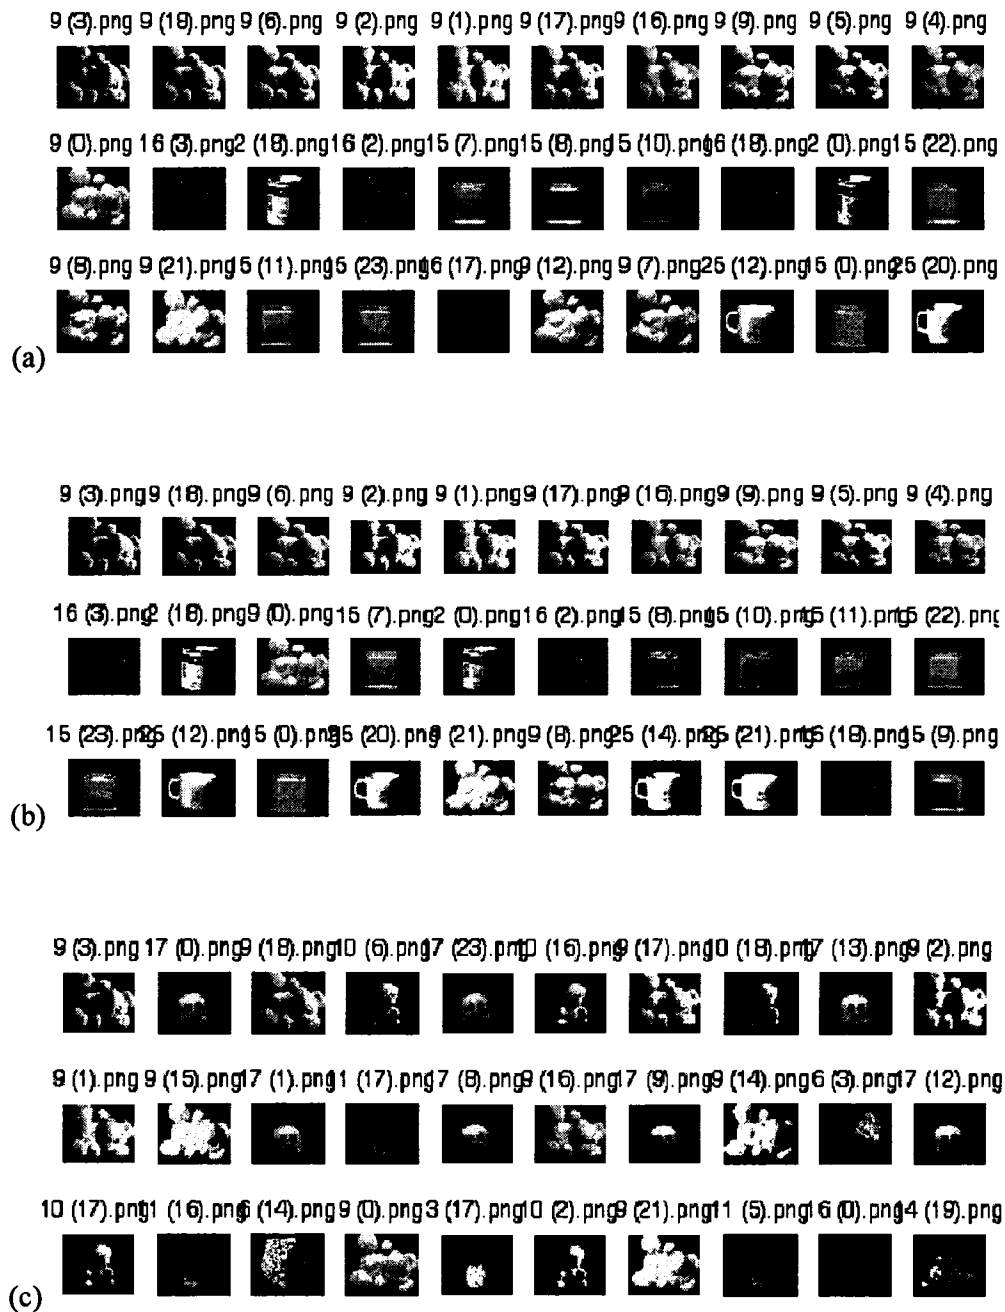 9 (3).png 9 (18).png 9 (6).png 9 (2).png 9 (1).png 9 (17).png 9 (16).png 9 (9).png 9 (5).png 9 (4).png
9 (0).png 16 (3).png 2 (18).png 16 (2).png 15 (7).png 15 (8).png 15 (10).png 16 (18).png 2 (0).png 15 (22).png
9 (8).png 9 (21).png 15 (11).png 15 (23).png 16 (17).png 9 (12).png 9 (7).png 25 (12).png 15 (0).png 25 (20).png
(a)
9 (3).png 9 (18).png 9 (6).png 9 (2).png 9 (1).png 9 (17).png 9 (16).png 9 (9).png 9 (5).png 9 (4).png
16 (3).png 2 (18).png 9 (0).png 15 (7).png 2 (0).png 16 (2).png 15 (8).png 15 (10).png 15 (11).png 15 (22).png
15 (23).png 25 (12).png 15 (0).png 25 (20).png 9 (21).png 9 (8).png 25 (14).png 25 (21).png 16 (18).png 15 (9).png
(b)
9 (3).png 17 (0).png 9 (18).png 10 (6).png 17 (23).png 10 (16).png 9 (17).png 10 (18).png 17 (13).png 9 (2).png
9 (1).png 9 (15).png 17 (1).png 11 (17).png 17 (8).png 9 (16).png 17 (9).png 9 (14).png 6 (3).png 17 (12).png
10 (17).png 11 (16).png 6 (14).png 9 (0).png 3 (17).png 10 (2).png 9 (21).png 11 (5).png 16 (0).png 14 (19).png
(c)